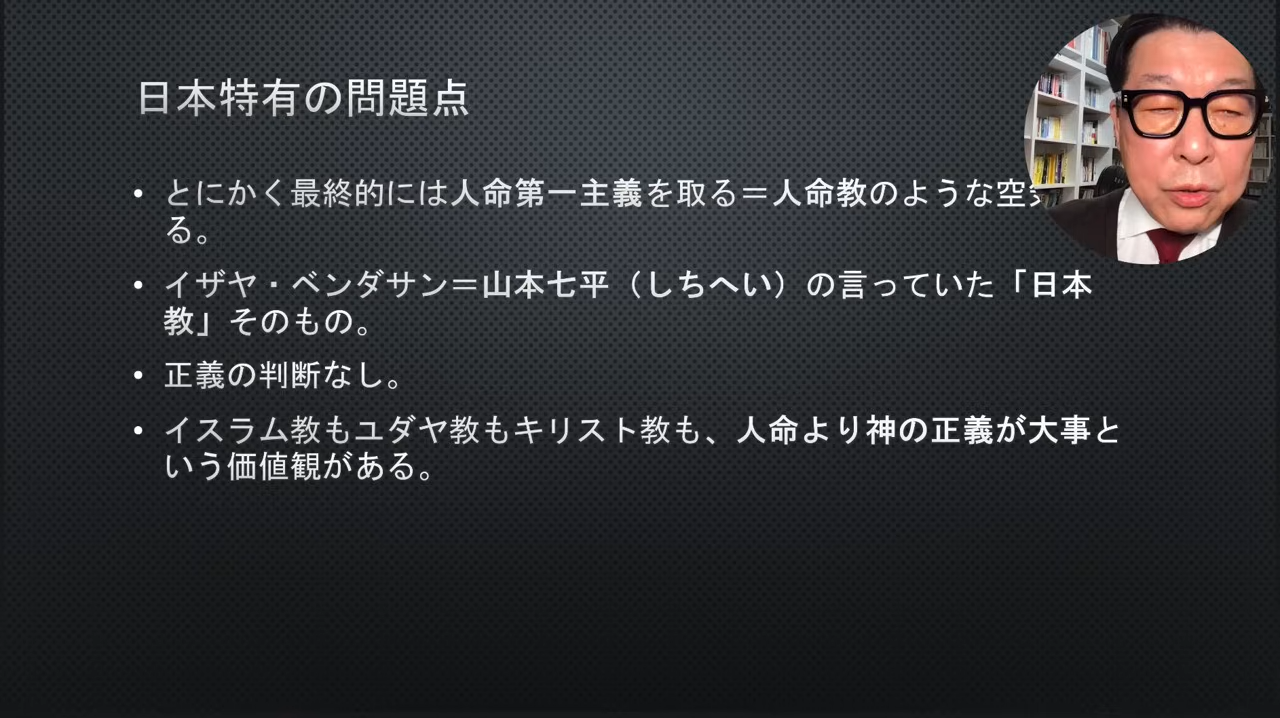 日本特有の問題点
• とにかく最終的には人命第一主義を取る＝人命教のような空
る。
• イザヤ・ベンダサン＝山本七平（しちへい）の言っていた「日本
教」そのもの。
• 正義の判断なし。
• イスラム教もユダヤ教もキリスト教も、人命より神の正義が大事と
いう価値観がある。